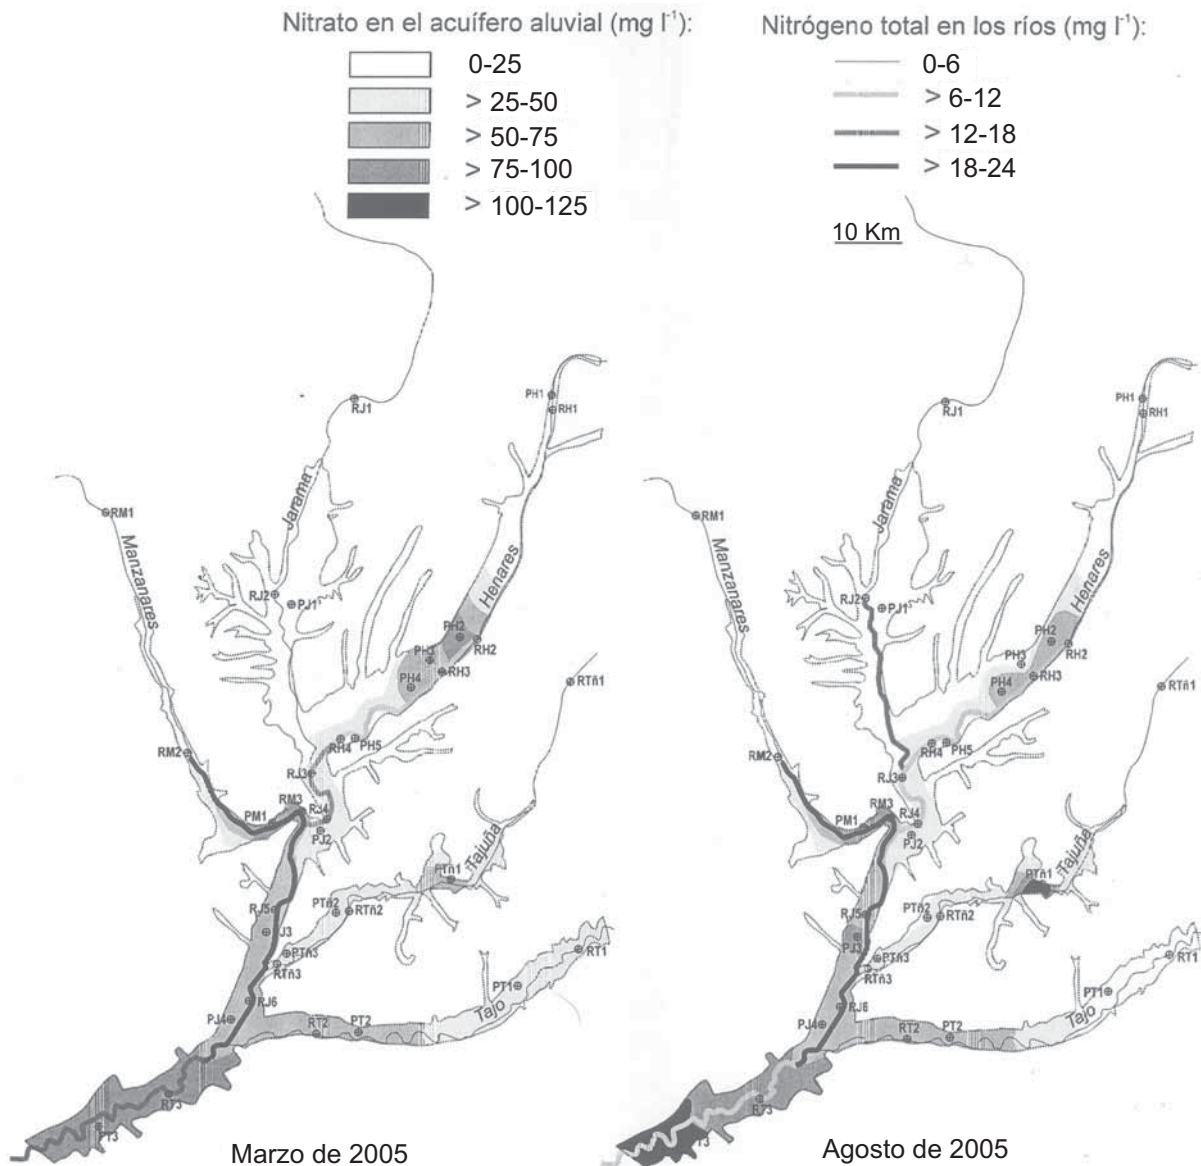 Nitrato en el acuífero aluvial (mg l⁻¹):
0-25
> 25-50
> 50-75
> 75-100
> 100-125
Nitrógeno total en los ríos (mg l⁻¹):
0-6
> 6-12
> 12-18
> 18-24
10 Km
RJ1
PH1
RH1
RM1
Manzanares
Jarama
Henares
RJ2
PJ1
PH2
RH2
PH3
RH3
PH4
RTñ1
RM2
RH4
PH5
RJ3
RM3
RJ4
PM1
PJ2
Tajuña
PTñ1
RJ5
PTñ2
RTñ2
J3
PTñ3
RTñ3
RT1
PT1
Tajo
RJ6
PJ4
RT2
PT2
RT3
PT3
Marzo de 2005
RJ1
PH1
RH1
RM1
Manzanares
Jarama
Henares
RJ2
PJ1
PH2
RH2
PH3
RH3
PH4
RTñ1
RM2
RH4
PH5
RJ3
RM3
RJ4
PM1
PJ2
Tajuña
PTñ1
RJ5
PTñ2
RTñ2
PJ3
PTñ3
RTñ3
RT1
PT1
Tajo
RJ6
PJ4
RT2
PT2
RT3
T3
Agosto de 2005